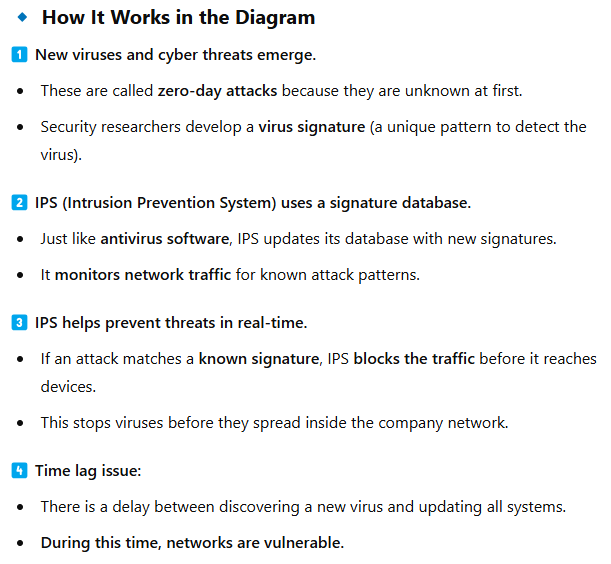 🔹 How It Works in the Diagram
1️⃣ New viruses and cyber threats emerge.
• These are called zero-day attacks because they are unknown at first.
• Security researchers develop a virus signature (a unique pattern to detect the
virus).
2️⃣ IPS (Intrusion Prevention System) uses a signature database.
• Just like antivirus software, IPS updates its database with new signatures.
• It monitors network traffic for known attack patterns.
3️⃣ IPS helps prevent threats in real-time.
• If an attack matches a known signature, IPS blocks the traffic before it reaches
devices.
• This stops viruses before they spread inside the company network.
4️⃣ Time lag issue:
• There is a delay between discovering a new virus and updating all systems.
• During this time, networks are vulnerable.